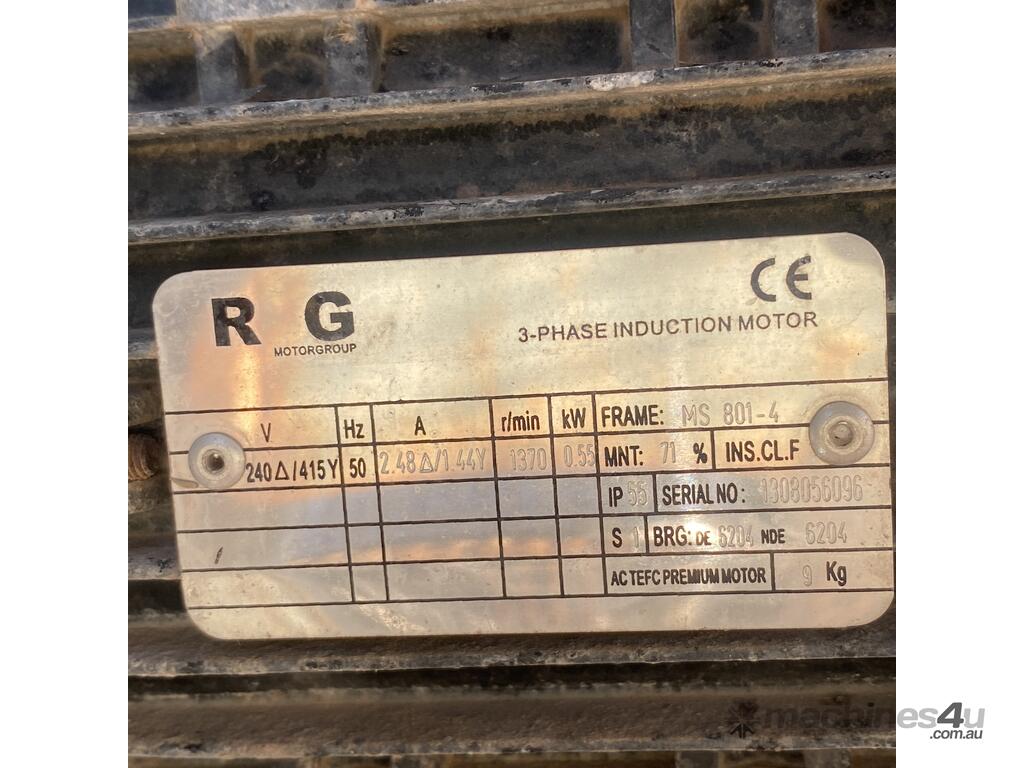 R G
MOTORGROUP
CE
3-PHASE INDUCTION MOTOR
V Hz A r/min kW FRAME: MS 801-4
240Δ/415Y 50 2.48Δ/1.44Y 1370 0.55 MNT: 71 % INS.CL.F
IP 55 SERIAL NO: 1308056096
S 1 BRG: DE 6204 NDE 6204
AC TEFC PREMIUM MOTOR 9 Kg
machines4u
.com.au